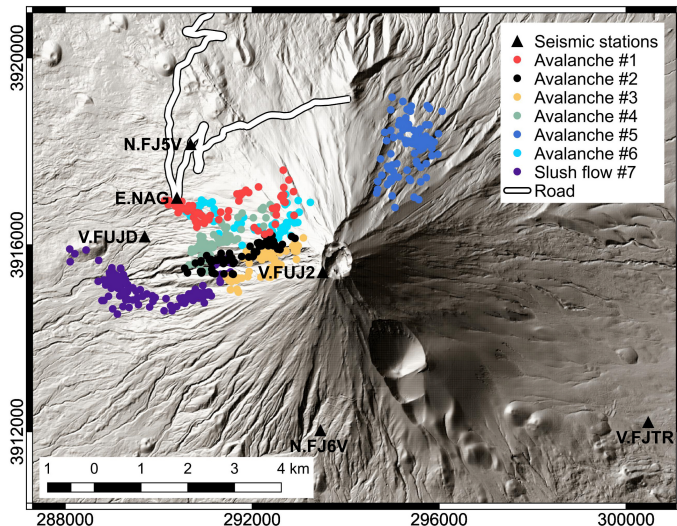 3920000
3916000
3912000
Seismic stations
Avalanche #1
Avalanche #2
Avalanche #3
Avalanche #4
Avalanche #5
Avalanche #6
Slush flow #7
Road
N.FJ5V
E.NAG
V.FUJD
V.FUJ2
N.FJ6V
V.FJTR
1 0 1 2 3 4 km
288000 292000 296000 300000